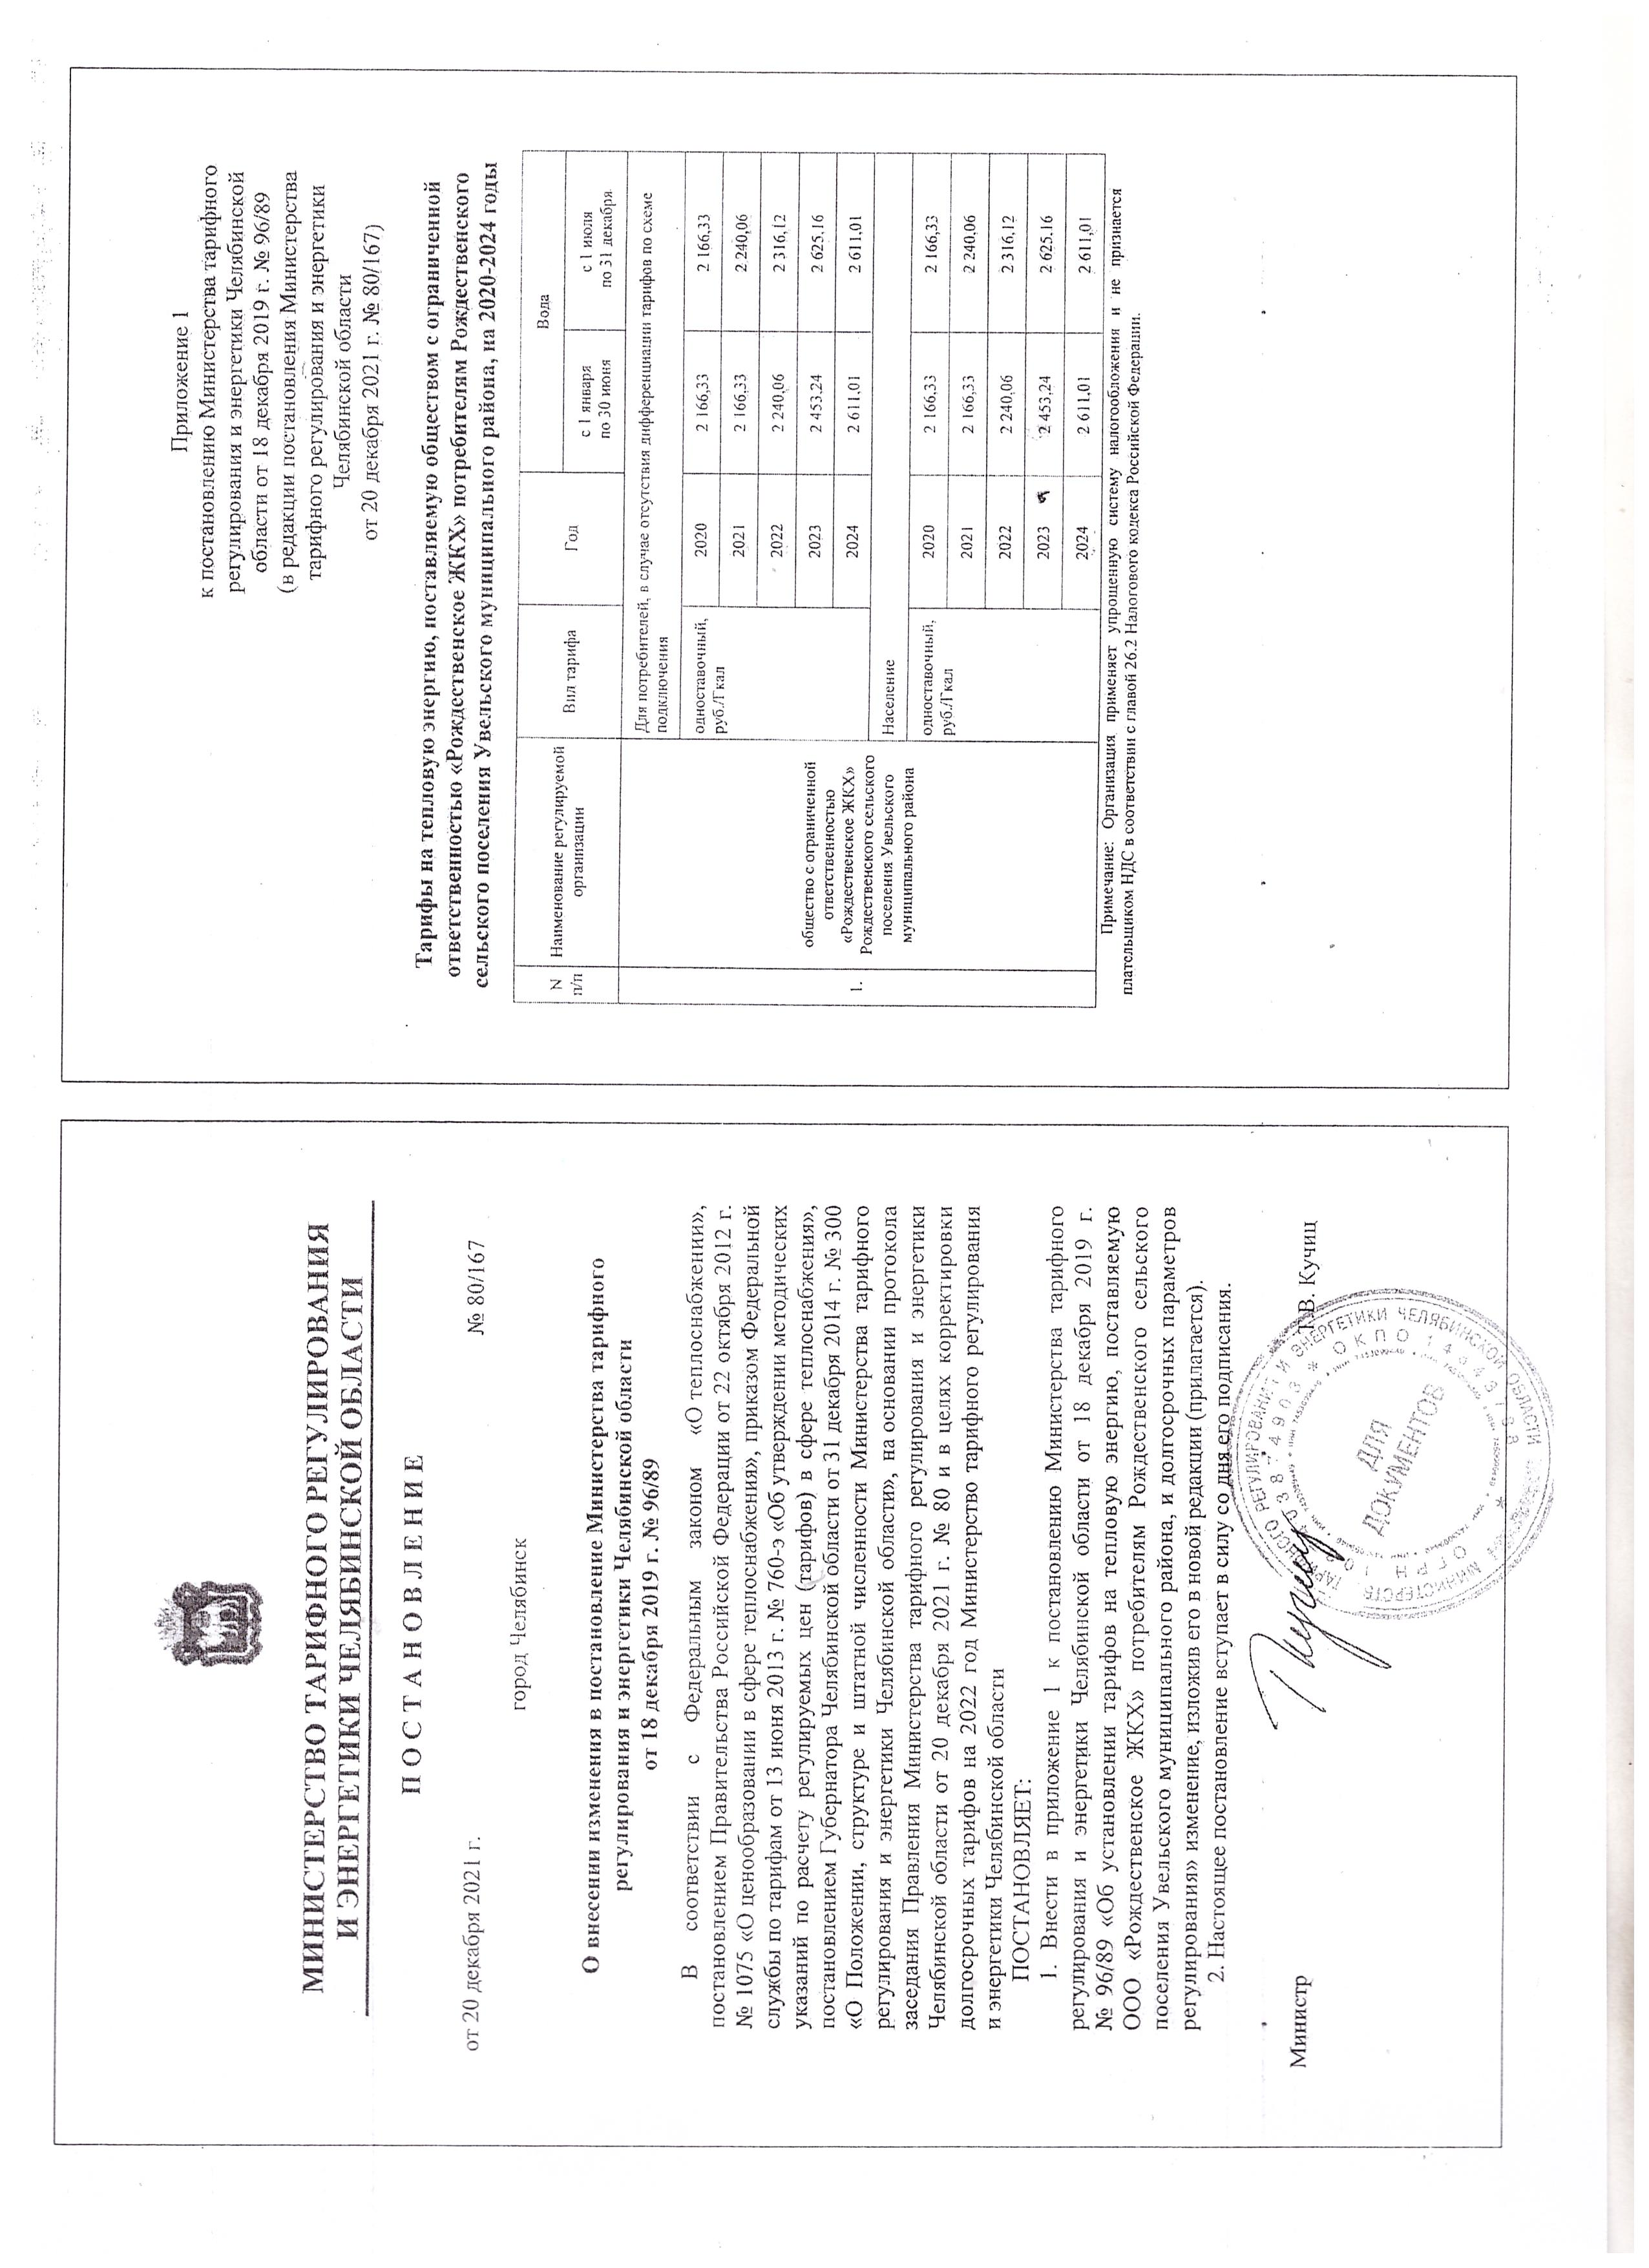 МИНИСТЕРСТВО ТАРИФНОГО РЕГУЛИРОВАНИЯ
И ЭНЕРГЕТИКИ ЧЕЛЯБИНСКОЙ ОБЛАСТИ
ПОСТАНОВЛЕНИЕ
от 20 декабря 2021 г. № 80/167
город Челябинск
О внесении изменения в постановление Министерства тарифного
регулирования и энергетики Челябинской области
от 18 декабря 2019 г. № 96/89
В соответствии с Федеральным законом «О теплоснабжении»,
постановлением Правительства Российской Федерации от 22 октября 2012 г.
№ 1075 «О ценообразовании в сфере теплоснабжения», приказом Федеральной
службы по тарифам от 13 июня 2013 г. № 760-э «Об утверждении методических
указаний по расчету регулируемых цен (тарифов) в сфере теплоснабжения»,
постановлением Губернатора Челябинской области от 31 декабря 2014 г. № 300
«О Положении, структуре и штатной численности Министерства тарифного
регулирования и энергетики Челябинской области», на основании протокола
заседания Правления Министерства тарифного регулирования и энергетики
Челябинской области от 20 декабря 2021 г. № 80 и в целях корректировки
долгосрочных тарифов на 2022 год Министерство тарифного регулирования
и энергетики Челябинской области
ПОСТАНОВЛЯЕТ:
1. Внести в приложение 1 к постановлению Министерства тарифного
регулирования и энергетики Челябинской области от 18 декабря 2019 г.
№ 96/89 «Об установлении тарифов на тепловую энергию, поставляемую
ООО «Рождественское ЖКХ» потребителям Рождественского сельского
поселения Увельского муниципального района, и долгосрочных параметров
регулирования» изменение, изложив его в новой редакции (прилагается).
2. Настоящее постановление вступает в силу со дня его подписания.
Министр Т.В. Кучиц
ДЛЯ
ДОКУМЕНТОВ
Приложение 1
к постановлению Министерства тарифного
регулирования и энергетики Челябинской
области от 18 декабря 2019 г. № 96/89
(в редакции постановления Министерства
тарифного регулирования и энергетики
Челябинской области
от 20 декабря 2021 г. № 80/167)
Тарифы на тепловую энергию, поставляемую обществом с ограниченной
ответственностью «Рождественское ЖКХ» потребителям Рождественского
сельского поселения Увельского муниципального района, на 2020-2024 годы
N п/п Наименование регулируемой организации Вид тарифа Год Вода
с 1 января по 30 июня с 1 июля по 31 декабря
1. общество с ограниченной
ответственностью
«Рождественское ЖКХ»
Рождественского сельского
поселения Увельского
муниципального района
Для потребителей, в случае отсутствия дифференциации тарифов по схеме
подключения
одноставочный,
руб./Гкал
2020 2 166,33 2 166,33
2021 2 166,33 2 240,06
2022 2 240,06 2 316,12
2023 2 453.24 2 625,16
2024 2 611.01 2 611.01
Население
одноставочный,
руб./Гкал
2020 2 166,33 2 166,33
2021 2 166,33 2 240,06
2022 2 240,06 2 316,12
2023 2 453,24 2 625.16
2024 2 611.01 2 611,01
Примечание: Организация применяет упрощенную систему налогообложения и не признается
плательщиком НДС в соответствии с главой 26.2 Налогового кодекса Российской Федерации.